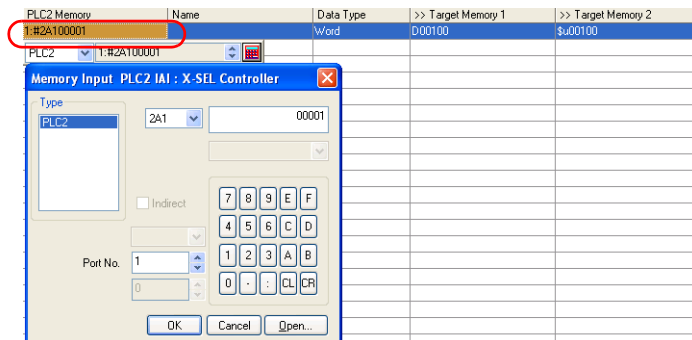 PLC2 Memory Name Data Type >> Target Memory 1 >> Target Memory 2
1:#2A100001 Word D00100 $u00100
PLC2 1:#2A100001
Memory Input PLC2 IAI : X-SEL Controller
Type
PLC2
2A1 00001
Indirect
7 8 9 E F
4 5 6 C D
1 2 3 A B
0 - : CL CR
Port No. 1
0
OK Cancel Open...